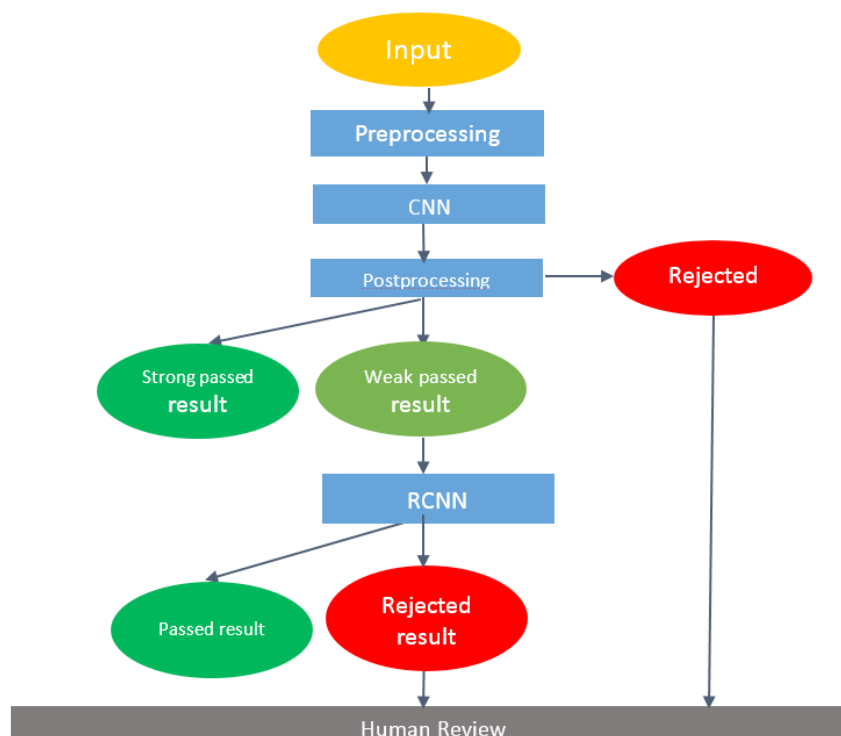 Input
Preprocessing
CNN
Postprocessing
Rejected
Strong passed
result
Weak passed
result
RCNN
Passed result
Rejected
result
Human Review